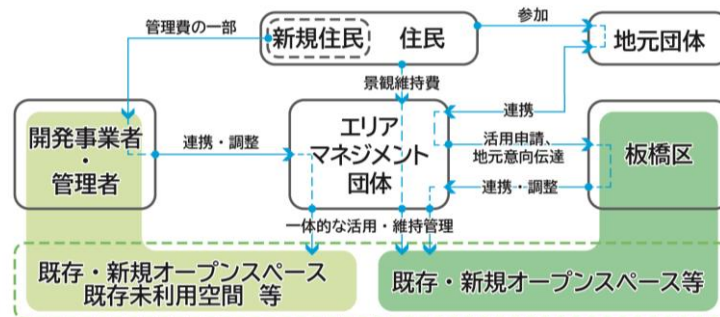 管理費の一部
新規住民
住民
参加
地元団体
景観維持費
開発事業者
・
管理者
連携・調整
エリア
マネジメント
団体
連携
活用申請、
地元意向伝達
連携・調整
板橋区
一体的な活用・維持管理
既存・新規オープンスペース
既存未利用空間 等
既存・新規オープンスペース等